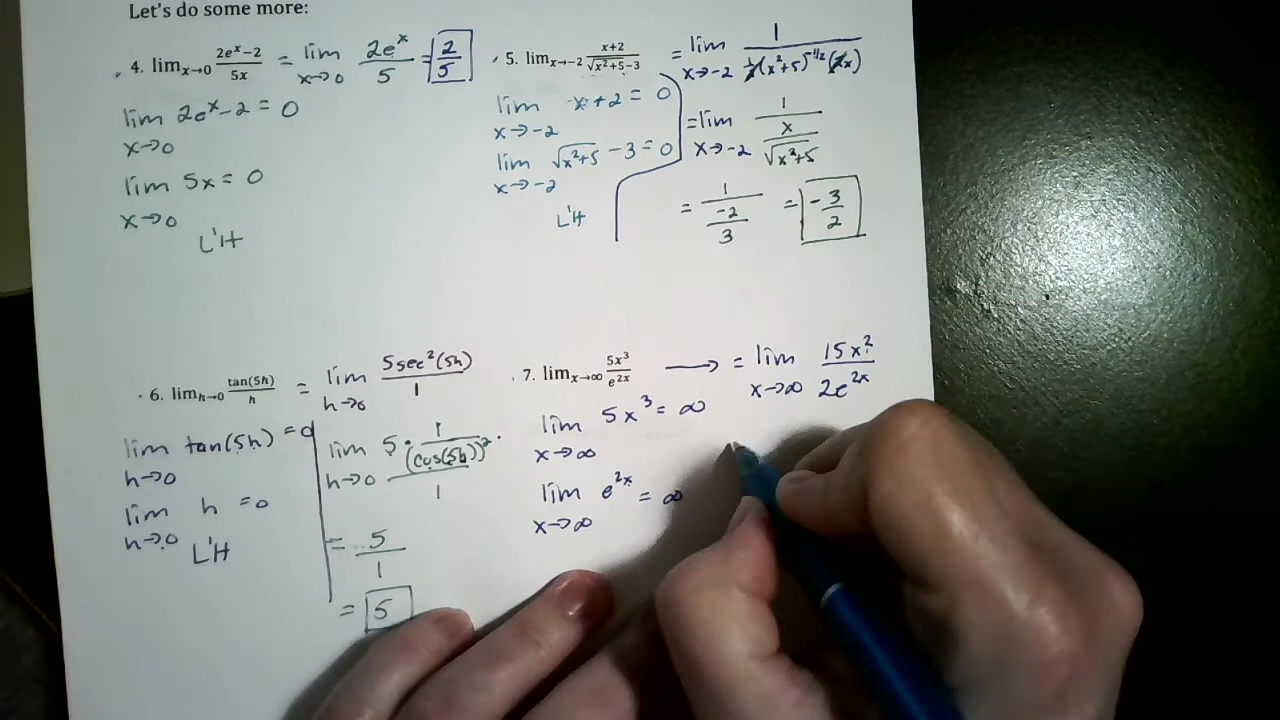 Let's do some more:
4. lim x→0 (2e^x−2)/(5x) = lim x→0 2e^x/5 = 2/5
lim x→0 2e^x−2 = 0
lim x→0 5x = 0
L'H
5. lim x→−2 (x+2)/(√(x²+5)−3) = lim x→−2 1/(½(x²+5)^(−1/2)(2x))
lim x→−2 x+2 = 0
lim x→−2 √(x²+5) −3 = 0
L'H
= lim x→−2 1/(x/√(x²+5))
= 1/(−2/3) = −3/2
6. lim h→0 tan(5h)/h = lim h→0 5sec²(5h)/1
lim h→0 tan(5h) = 0
lim h→0 h = 0
L'H
lim h→0 (5·1/(cos(5h))²)/1
= 5/1
= 5
7. lim x→∞ 5x³/e^(2x) → = lim x→∞ 15x²/2e^(2x)
lim x→∞ 5x³ = ∞
lim x→∞ e^(2x) = ∞